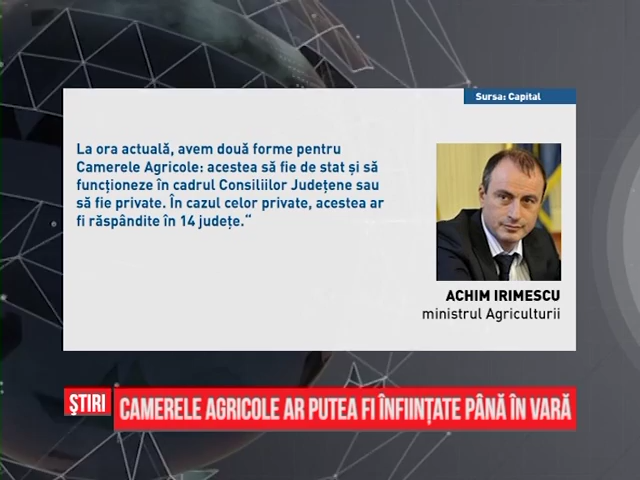 Sursa: Capital
La ora actuală, avem două forme pentru
Camerele Agricole: acestea să fie de stat și să
funcționeze în cadrul Consiliilor Județene sau
să fie private. În cazul celor private, acestea ar
fi răspândite în 14 județe.“
ACHIM IRIMESCU
ministrul Agriculturii
ŞTIRI
CAMERELE AGRICOLE AR PUTEA FI ÎNFIINȚATE PÂNĂ ÎN VARĂ